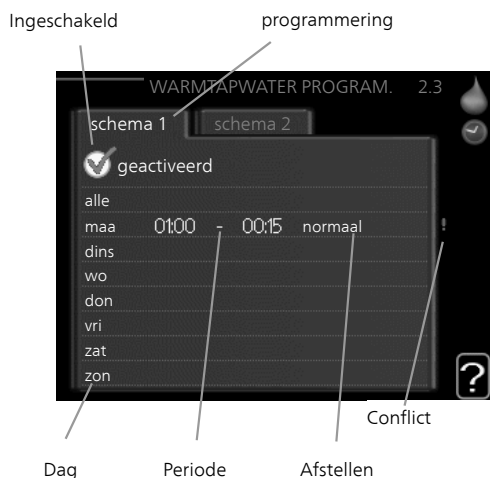 Ingeschakeld programmering
WARMTAPWATER PROGRAM. 2.3
schema 1 schema 2
geactiveerd
alle
maa 01:00 - 00:15 normaal !
dins
wo
don
vri
zat
zon
?
Conflict
Dag Periode Afstellen